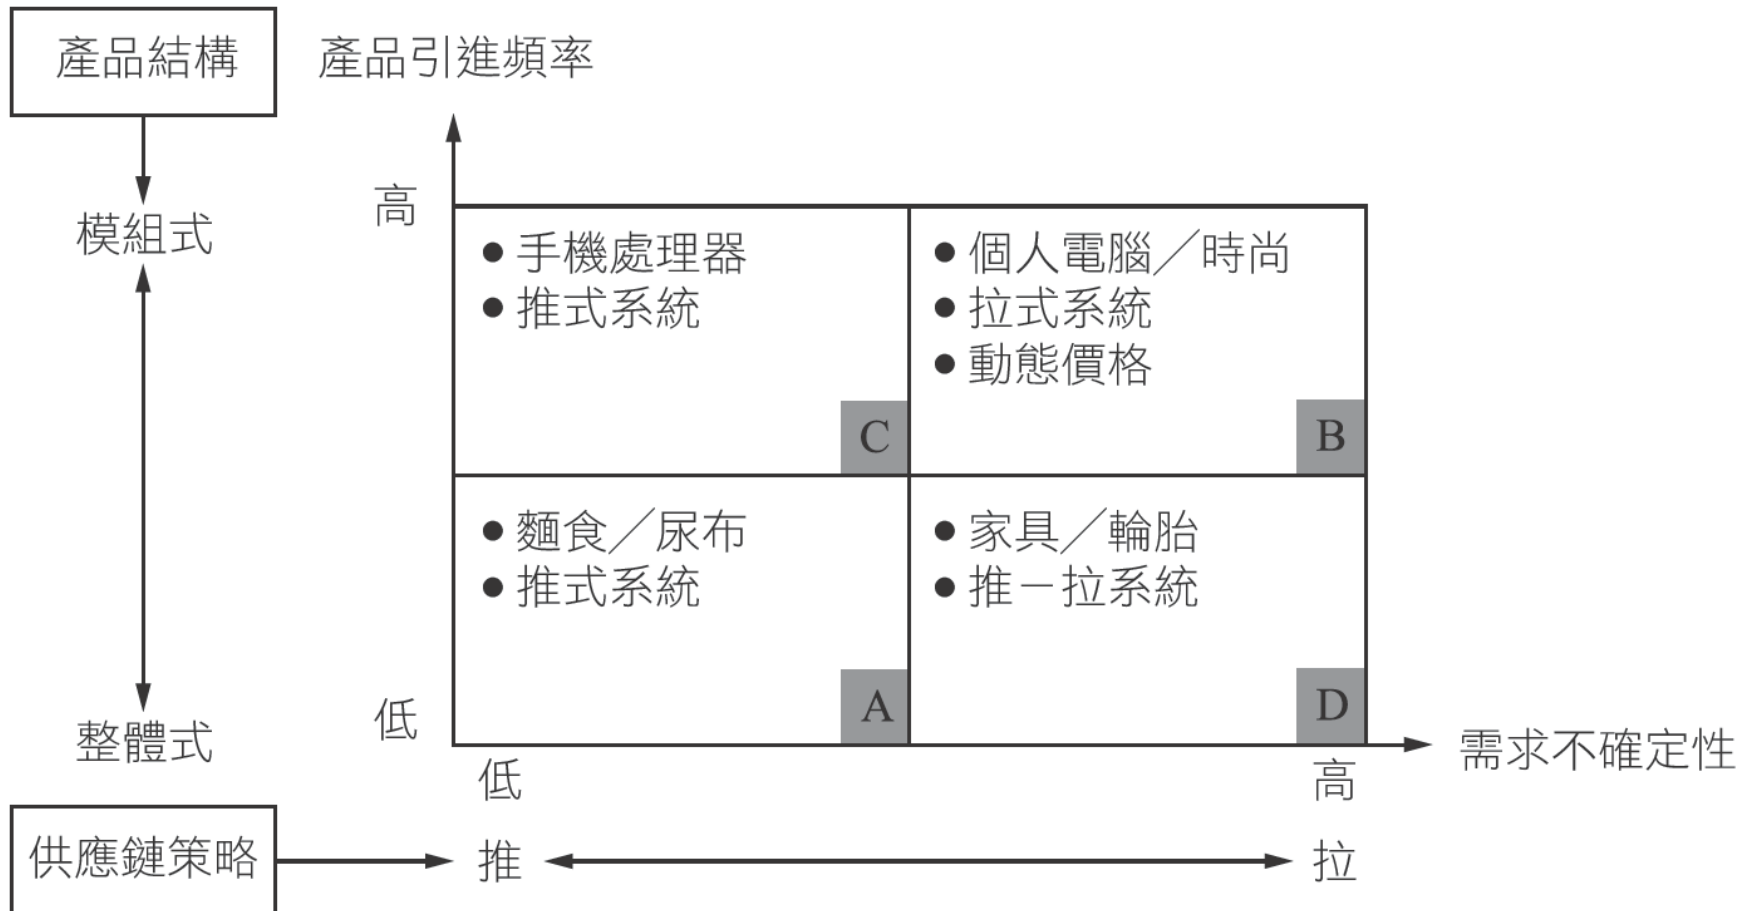 產品結構
產品引進頻率
高
模組式
● 手機處理器
● 推式系統
C
● 個人電腦／時尚
● 拉式系統
● 動態價格
B
● 麵食／尿布
● 推式系統
A
● 家具／輪胎
● 推－拉系統
D
低
整體式
需求不確定性
低
高
供應鏈策略
推
拉